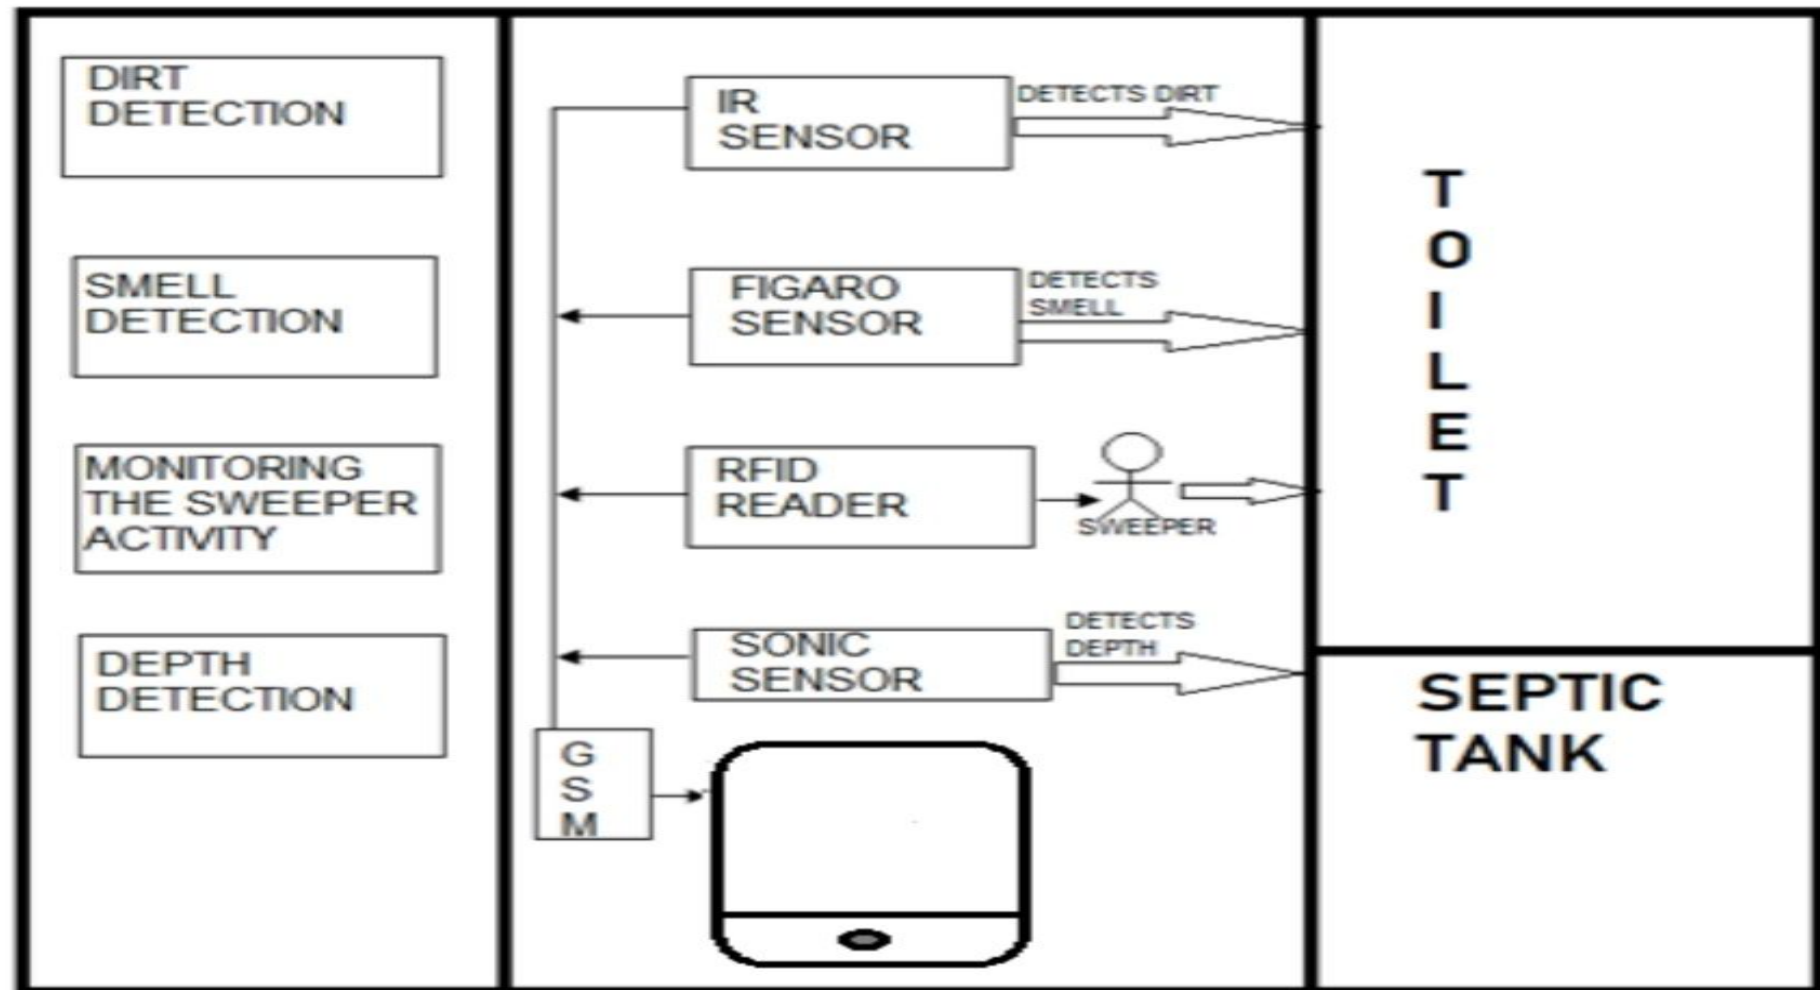 DIRT
DETECTION
SMELL
DETECTION
MONITORING
THE SWEEPER
ACTIVITY
DEPTH
DETECTION
IR
SENSOR
DETECTS DIRT
FIGARO
SENSOR
DETECTS
SMELL
RFID
READER
SWEEPER
SONIC
SENSOR
DETECTS
DEPTH
G
S
M
T
O
I
L
E
T
SEPTIC
TANK